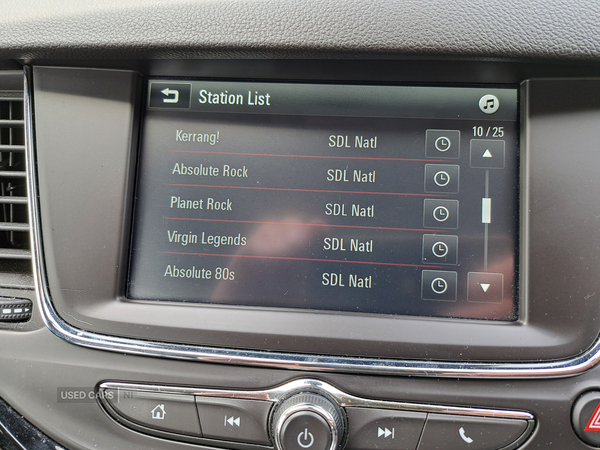 Station List
10 / 25
Kerrang! SDL Natl
Absolute Rock SDL Natl
Planet Rock SDL Natl
Virgin Legends SDL Natl
Absolute 80s SDL Natl
USED CARS NI